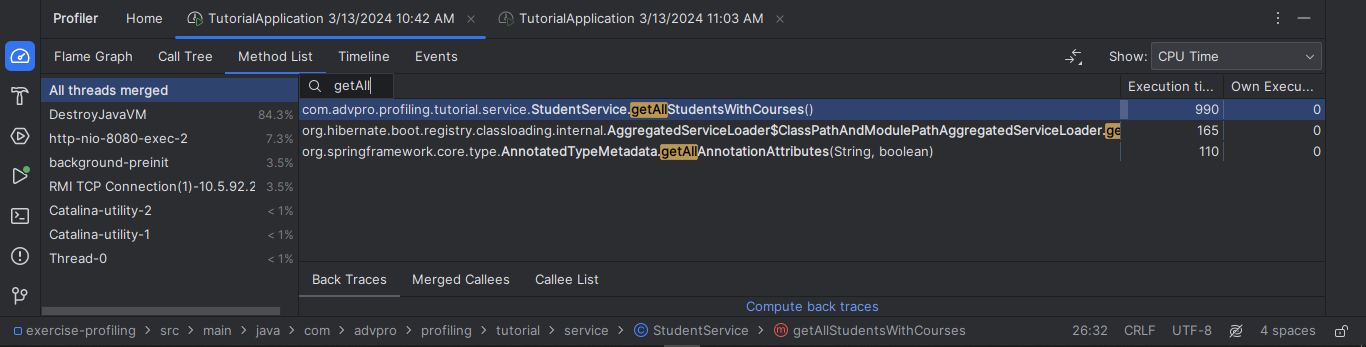 Profiler Home TutorialApplication 3/13/2024 10:42 AM TutorialApplication 3/13/2024 11:03 AM
Flame Graph Call Tree Method List Timeline Events Show: CPU Time
All threads merged
DestroyJavaVM 84.3%
http-nio-8080-exec-2 7.3%
background-preinit 3.5%
RMI TCP Connection(1)-10.5.92.2 3.5%
Catalina-utility-2 < 1%
Catalina-utility-1 < 1%
Thread-0 < 1%
getAll Execution ti... Own Execu...
com.advpro.profiling.tutorial.service.StudentService.getAllStudentsWithCourses() 990 0
org.hibernate.boot.registry.classloading.internal.AggregatedServiceLoader$ClassPathAndModulePathAggregatedServiceLoader.ge 165 0
org.springframework.core.type.AnnotatedTypeMetadata.getAllAnnotationAttributes(String, boolean) 110 0
Back Traces Merged Callees Callee List
Compute back traces
exercise-profiling > src > main > java > com > advpro > profiling > tutorial > service > StudentService > getAllStudentsWithCourses 26:32 CRLF UTF-8 4 spaces